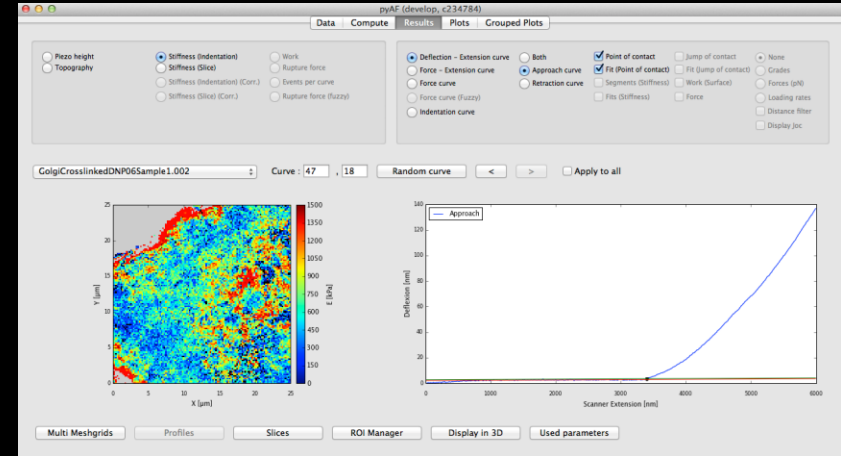 pyAF (develop, c234784)
Data Compute Results Plots Grouped Plots
Piezo height
Topography
Stiffness (Indentation)
Stiffness (Slice)
Stiffness (Indentation) (Corr.)
Stiffness (Slice) (Corr.)
Work
Rupture force
Events per curve
Rupture force (fuzzy)
Deflection - Extension curve
Force - Extension curve
Force curve
Force curve (Fuzzy)
Indentation curve
Both
Approach curve
Retraction curve
Point of contact
Fit (Point of contact)
Segments (Stiffness)
Fits (Stiffness)
Jump of contact
Fit (Jump of contact)
Work (Surface)
Force
None
Grades
Forces (pN)
Loading rates
Distance filter
Display Joc
GolgiCrosslinkedDNP06Sample1.002
Curve : 47 , 18
Random curve
<
>
Apply to all
25
20
15
10
5
0
Y [µm]
0 5 10 15 20 25
X [µm]
1500
1350
1200
1050
900
750
600
450
300
150
0
E [kPa]
140
120
100
80
60
40
20
0
Deflexion [nm]
Approach
0 1000 2000 3000 4000 5000 6000
Scanner Extension [nm]
Multi Meshgrids
Profiles
Slices
ROI Manager
Display in 3D
Used parameters